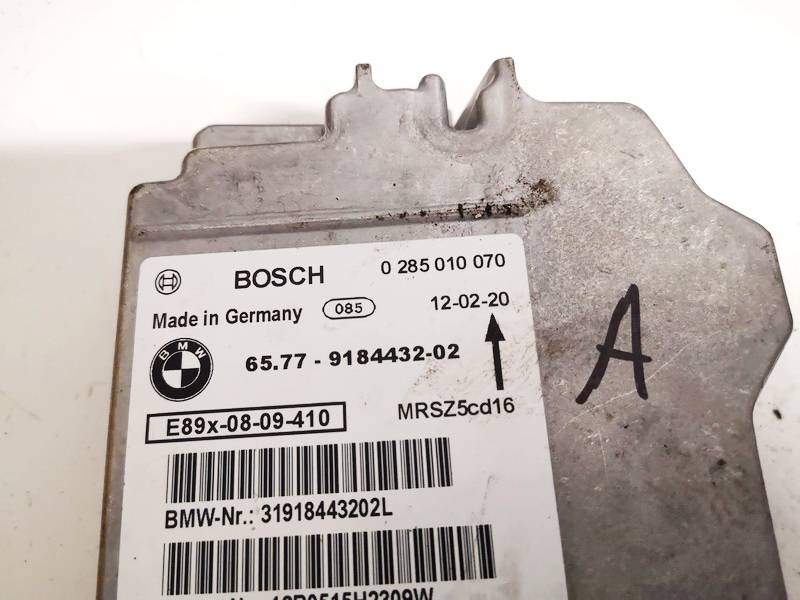 BOSCH 0 285 010 070
Made in Germany 085 12-02-20
BMW
65.77 - 9184432-02
E89x-08-09-410 MRSZ5cd16
BMW-Nr.: 31918443202L
A